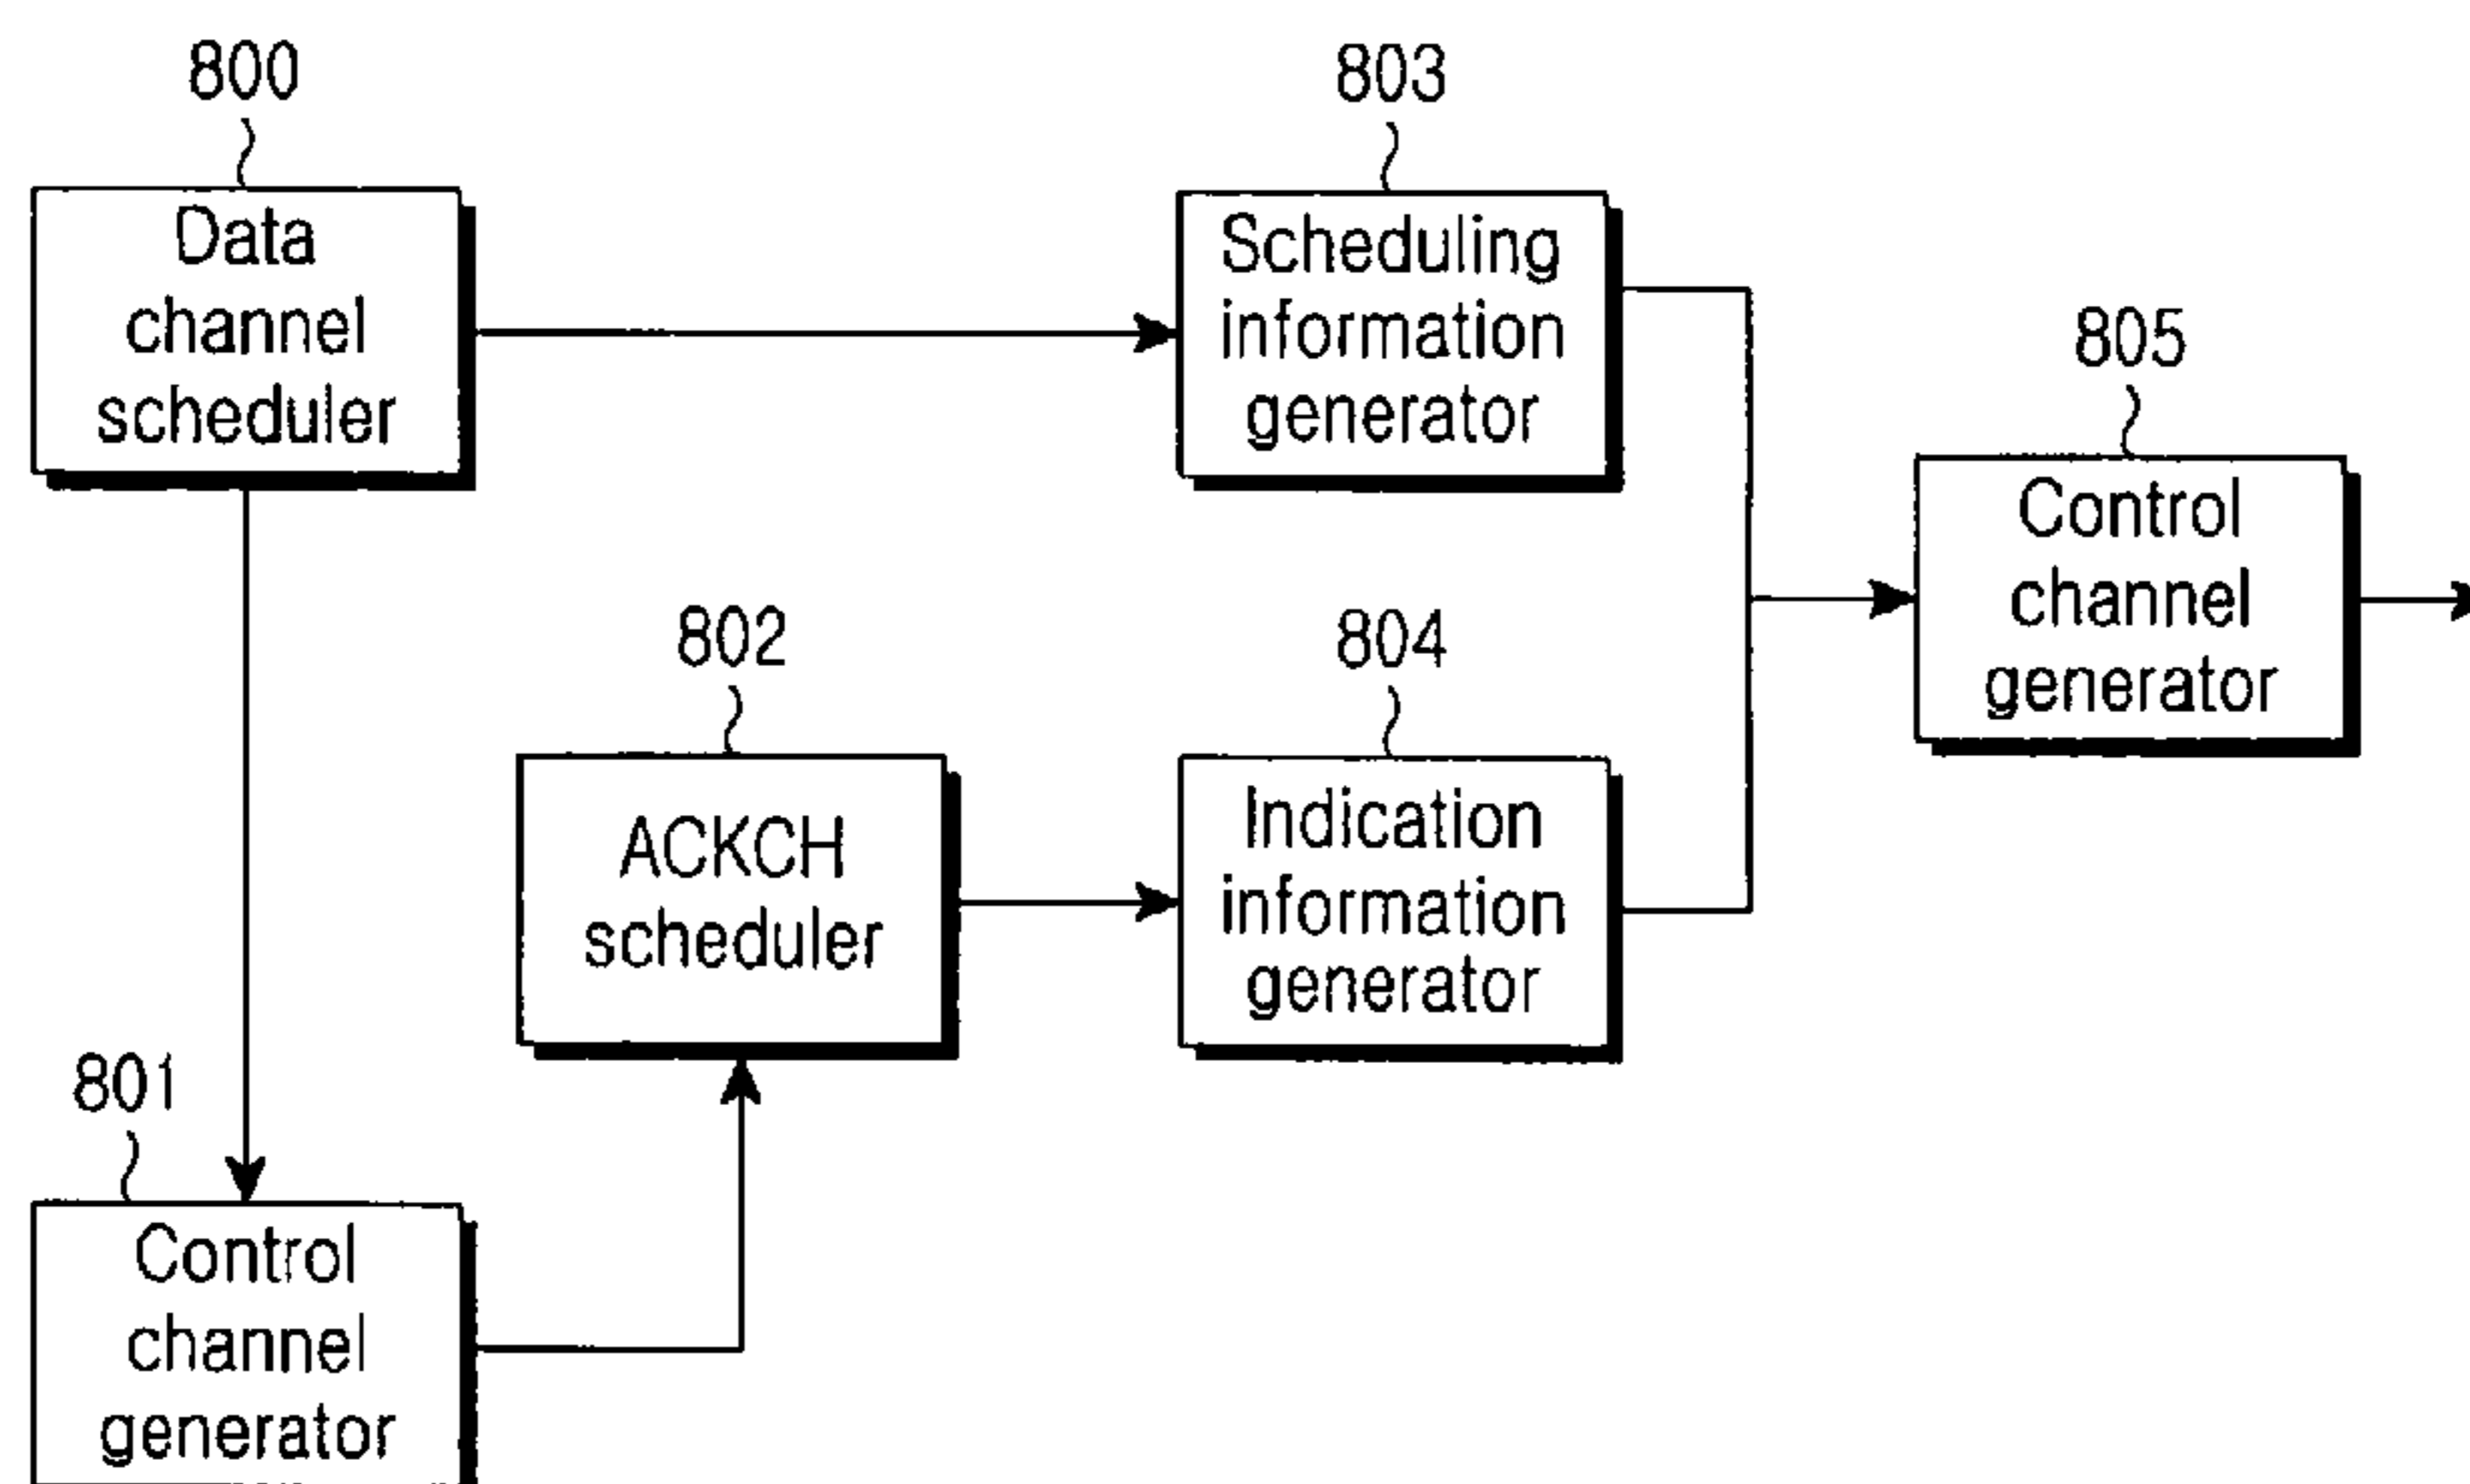 800
Data
channel
scheduler
803
Scheduling
information
generator
805
Control
channel
generator
802
ACKCH
scheduler
804
Indication
information
generator
801
Control
channel
generator